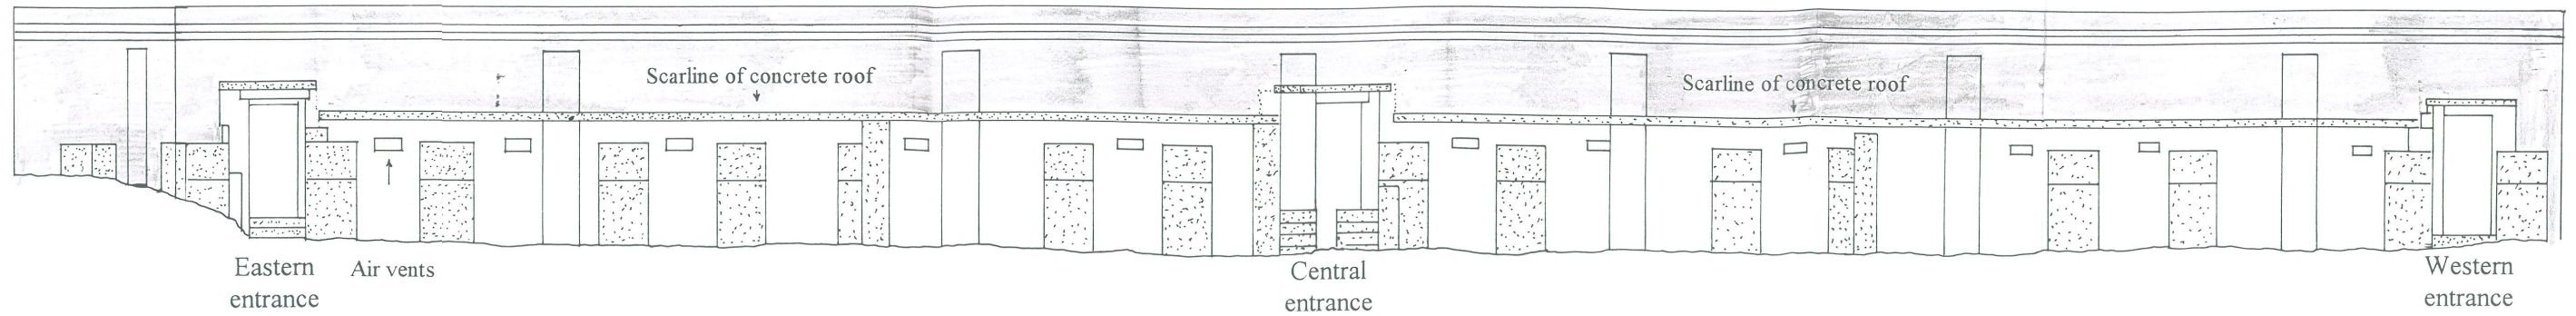 Scarline of concrete roof
Scarline of concrete roof
Eastern
entrance
Air vents
Central
entrance
Western
entrance